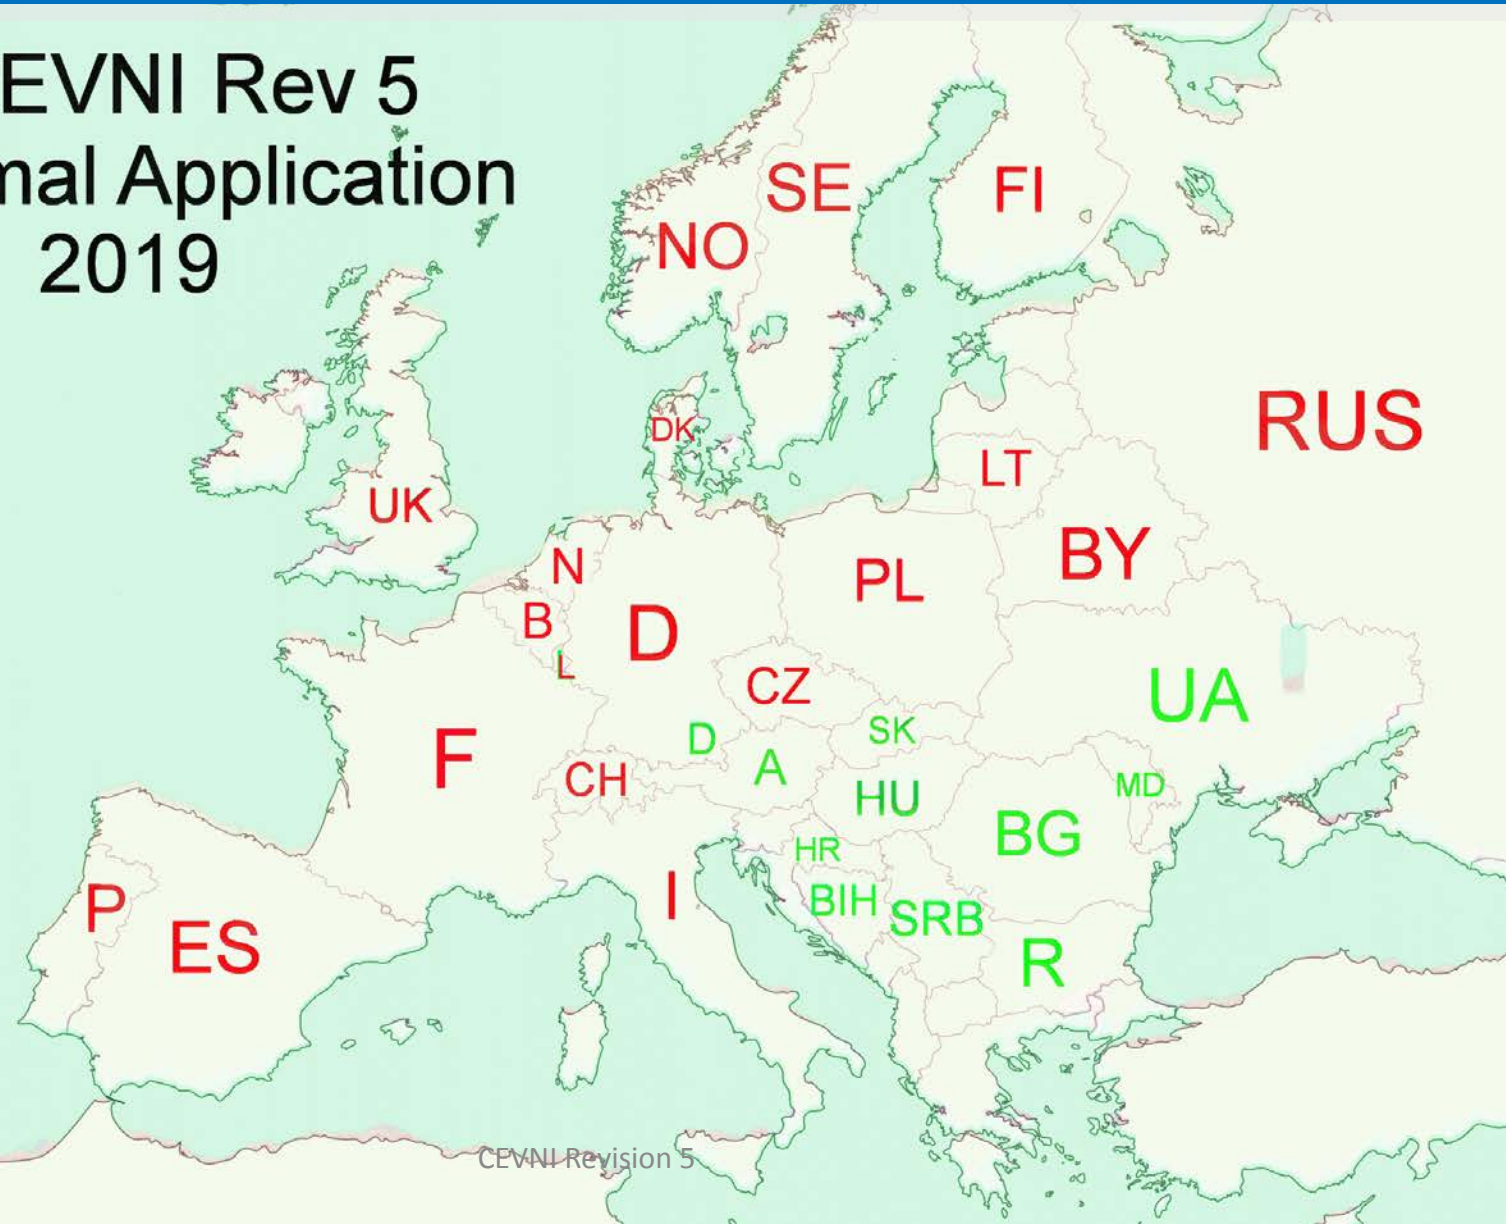 EVNI Rev 5
mal Application
2019
SE
FI
NO
RUS
DK
LT
UK
BY
N
PL
B
D
L
CZ
UA
SK
D
F
A
CH
MD
HU
BG
HR
I
BIH
P
SRB
ES
R
CEVNI Revision 5